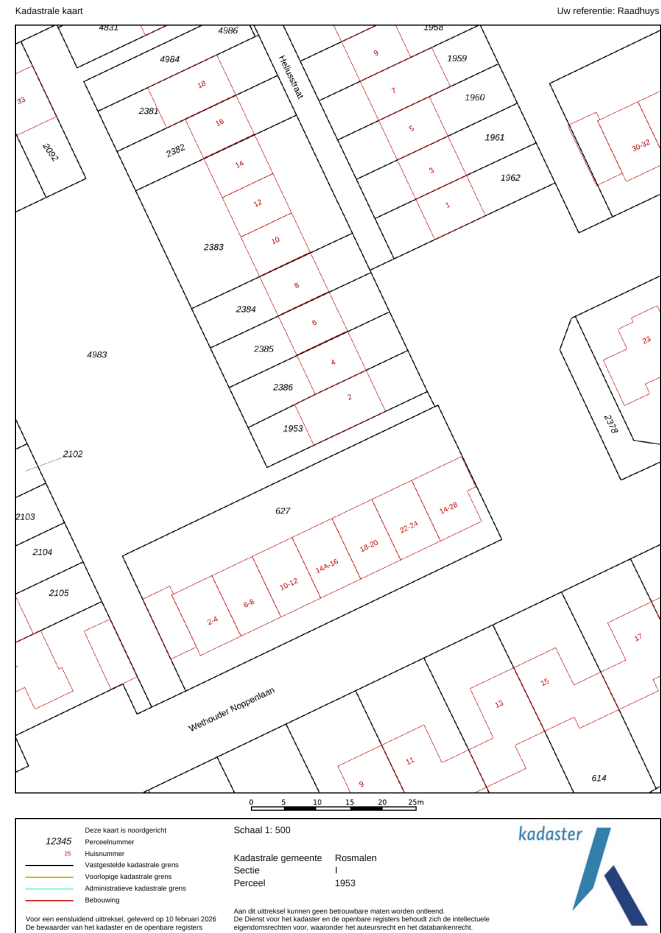 Kadastrale kaart
Uw referentie: Raadhuys
4831
4986
1958
4984
Heliusstraat
9
1959
18
7
33
2381
1960
16
5
2092
2382
1961
30-32
14
3
1962
12
1
2383
10
8
2384
6
23
2385
4983
4
2386
2
2378
1953
2102
627
14-28
2103
22-24
18-20
2104
14A-16
10-12
2105
6-8
2-4
17
15
Wethouder Noppenlaan
13
11
9
614
0 5 10 15 20 25m
12345
25
Deze kaart is noordgericht
Perceelnummer
Huisnummer
Vastgestelde kadastrale grens
Voorlopige kadastrale grens
Administratieve kadastrale grens
Bebouwing
Voor een eensluidend uittreksel, geleverd op 10 februari 2026
De bewaarder van het kadaster en de openbare registers
Schaal 1: 500
Kadastrale gemeente Rosmalen
Sectie I
Perceel 1953
Aan dit uittreksel kunnen geen betrouwbare maten worden ontleend.
De Dienst voor het kadaster en de openbare registers behoudt zich de intellectuele
eigendomsrechten voor, waaronder het auteursrecht en het databankenrecht.
kadaster